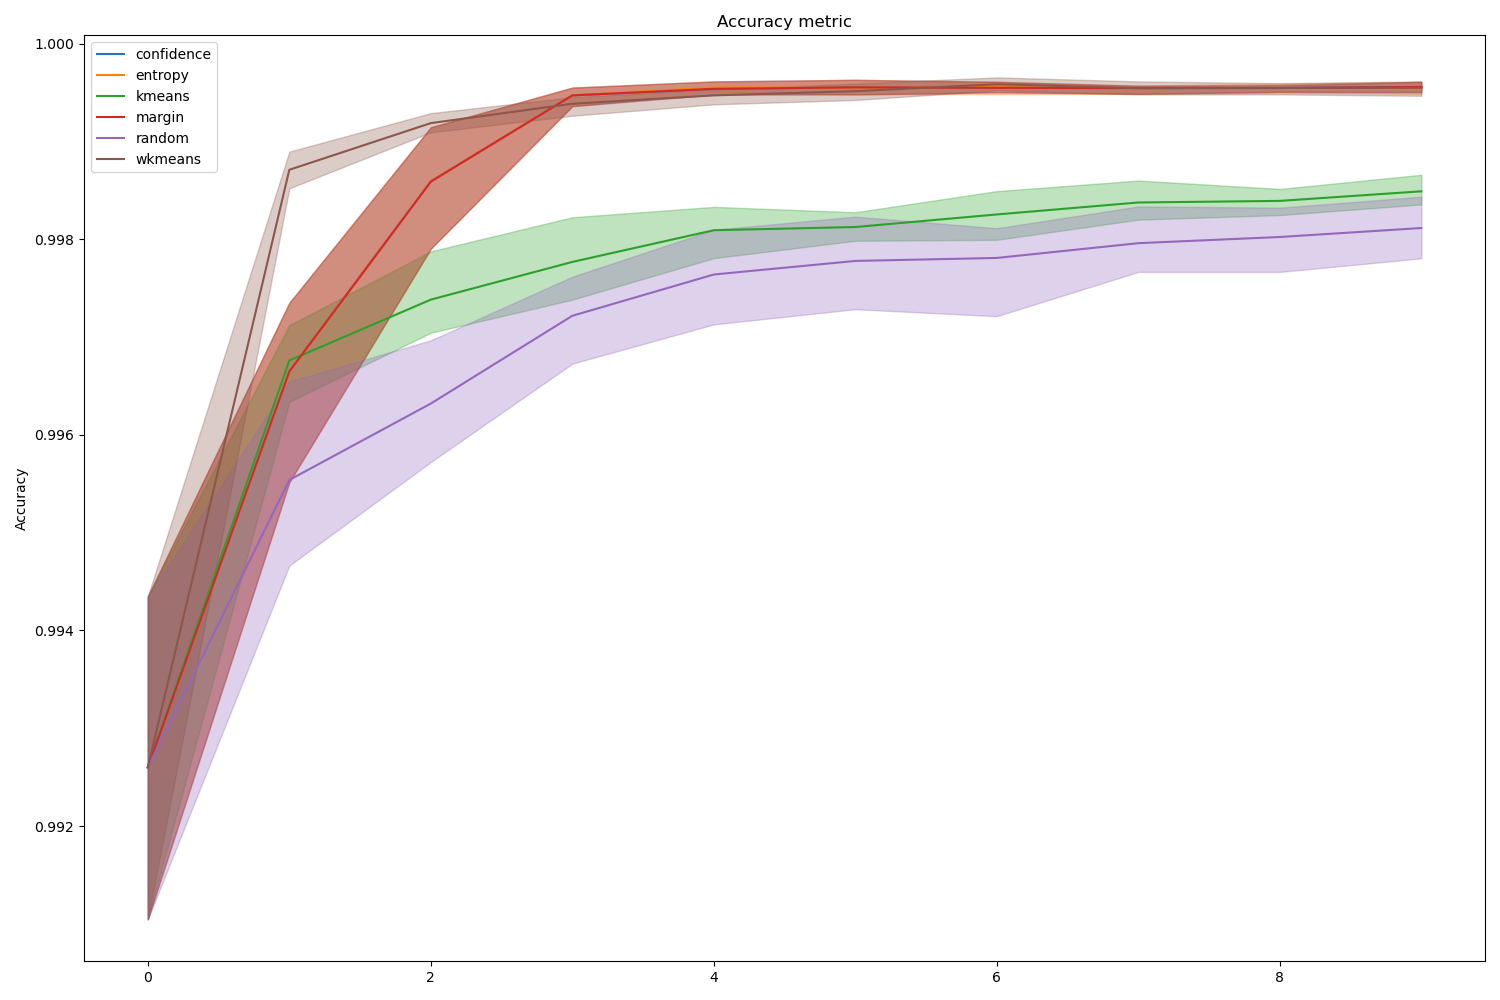 Accuracy metric
1.000
0.998
0.996
0.994
0.992
Accuracy
confidence
entropy
kmeans
margin
random
wkmeans
0
2
4
6
8